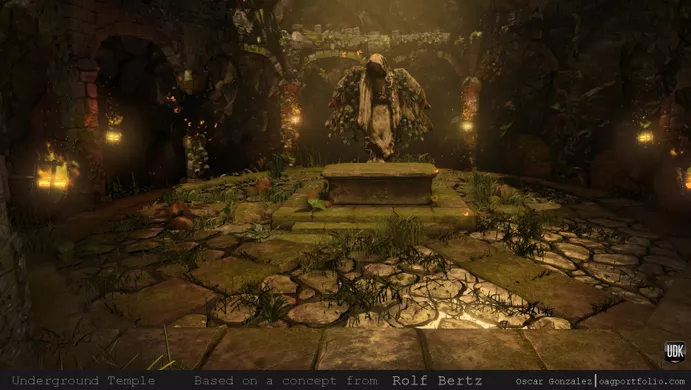 UDK
Underground Temple Based on a concept from Rolf Bertz Oscar Gonzalez|oagportfolio.com